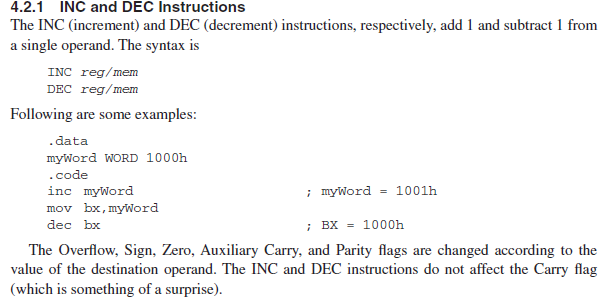 4.2.1 INC and DEC Instructions
The INC (increment) and DEC (decrement) instructions, respectively, add 1 and subtract 1 from
a single operand. The syntax is
INC reg/mem
DEC reg/mem
Following are some examples:
.data
myWord WORD 1000h
.code
inc myWord ; myWord = 1001h
mov bx,myWord
dec bx ; BX = 1000h
The Overflow, Sign, Zero, Auxiliary Carry, and Parity flags are changed according to the
value of the destination operand. The INC and DEC instructions do not affect the Carry flag
(which is something of a surprise).